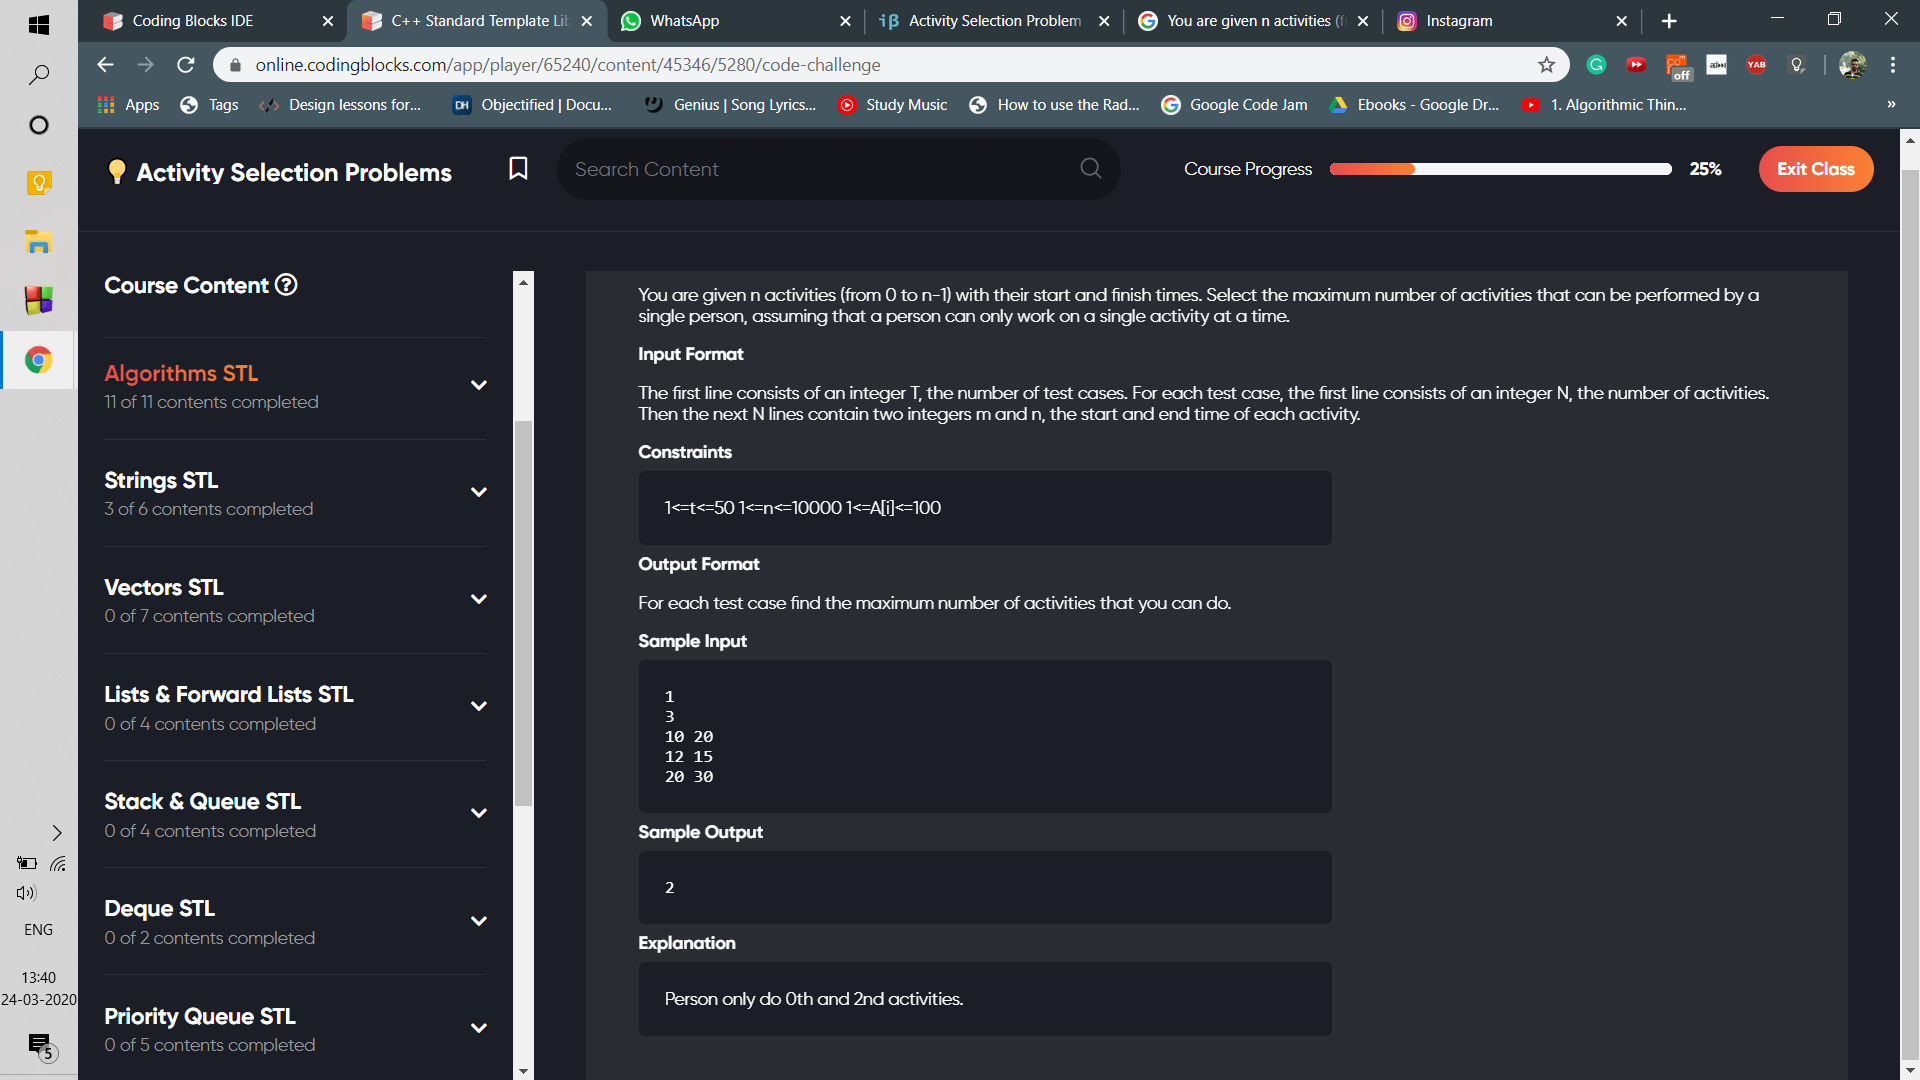 Coding Blocks IDE
C++ Standard Template Lib
WhatsApp
iβ Activity Selection Problem
You are given n activities (f
Instagram
online.codingblocks.com/app/player/65240/content/45346/5280/code-challenge
off
YAB
Apps
Tags
Design lessons for...
DH Objectified | Docu...
Genius | Song Lyrics...
Study Music
How to use the Rad...
Google Code Jam
Ebooks - Google Dr...
1. Algorithmic Thin...
»
Activity Selection Problems
Search Content
Course Progress
25%
Exit Class
Course Content
Algorithms STL
11 of 11 contents completed
Strings STL
3 of 6 contents completed
Vectors STL
0 of 7 contents completed
Lists & Forward Lists STL
0 of 4 contents completed
Stack & Queue STL
0 of 4 contents completed
Deque STL
0 of 2 contents completed
Priority Queue STL
0 of 5 contents completed
You are given n activities (from 0 to n-1) with their start and finish times. Select the maximum number of activities that can be performed by a
single person, assuming that a person can only work on a single activity at a time.
Input Format
The first line consists of an integer T, the number of test cases. For each test case, the first line consists of an integer N, the number of activities.
Then the next N lines contain two integers m and n, the start and end time of each activity.
Constraints
1<=t<=50 1<=n<=10000 1<=A[i]<=100
Output Format
For each test case find the maximum number of activities that you can do.
Sample Input
1
3
10 20
12 15
20 30
Sample Output
2
Explanation
Person only do 0th and 2nd activities.
ENG
13:40
24-03-2020
5